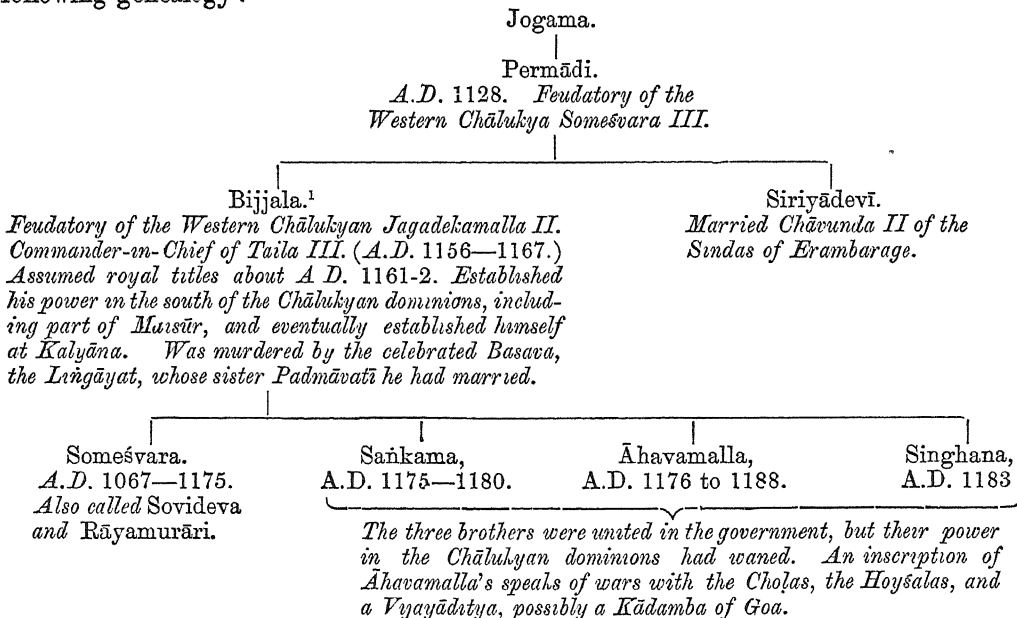 following genealogy :
Jogama.
Permādi.
A.D. 1128. Feudatory of the
Western Chālukya Someśvara III.
Bijjala.¹
Feudatory of the Western Chālukyan Jagadekamalla II.
Commander-in-Chief of Taila III. (A.D. 1156—1167.)
Assumed royal titles about A D. 1161-2. Established
his power in the south of the Chālukyan dominions, includ-
ing part of Maisūr, and eventually established himself
at Kalyāna. Was murdered by the celebrated Basava,
the Liṅgāyat, whose sister Padmāvatī he had married.
Siriyādevī.
Married Chāvunda II of the
Sindas of Erambarage.
Someśvara.
A.D. 1067—1175.
Also called Sovideva
and Rāyamurāri.
Saṅkama,
A.D. 1175—1180.
Āhavamalla,
A.D. 1176 to 1188.
Singhana,
A.D. 1183
The three brothers were united in the government, but their power
in the Chālukyan dominions had waned. An inscription of
Āhavamalla's speaks of wars with the Choḷas, the Hoyśalas, and
a Vijayāditya, possibly a Kādamba of Goa.